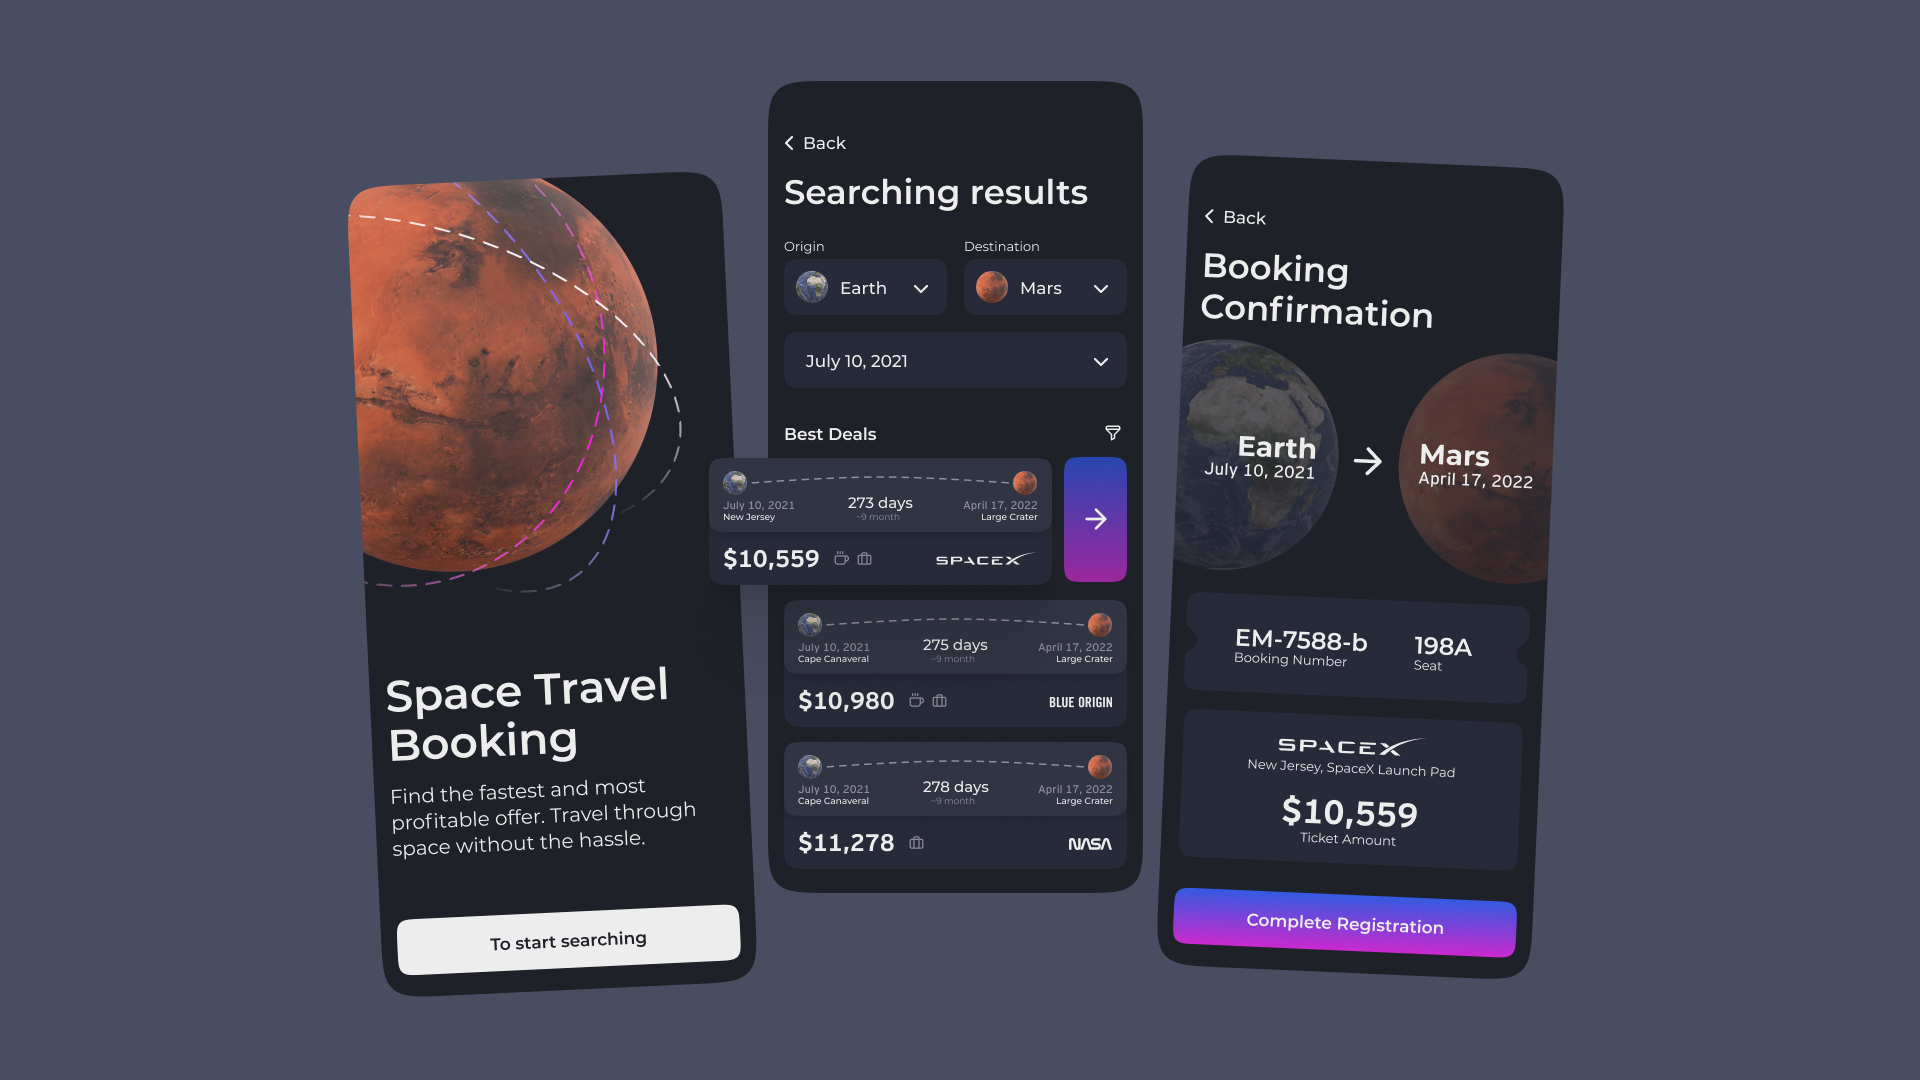 Space Travel
Booking
Find the fastest and most
profitable offer. Travel through
space without the hassle.
To start searching
Back
Searching results
Origin
Destination
Earth
Mars
July 10, 2021
Best Deals
July 10, 2021
New Jersey
273 days
~9 month
April 17, 2022
Large Crater
$10,559
SPACEX
July 10, 2021
Cape Canaveral
275 days
~9 month
April 17, 2022
Large Crater
$10,980
BLUE ORIGIN
July 10, 2021
Cape Canaveral
278 days
~9 month
April 17, 2022
Large Crater
$11,278
NASA
Back
Booking
Confirmation
Earth
July 10, 2021
Mars
April 17, 2022
EM-7588-b
Booking Number
198A
Seat
SPACEX
New Jersey, SpaceX Launch Pad
$10,559
Ticket Amount
Complete Registration